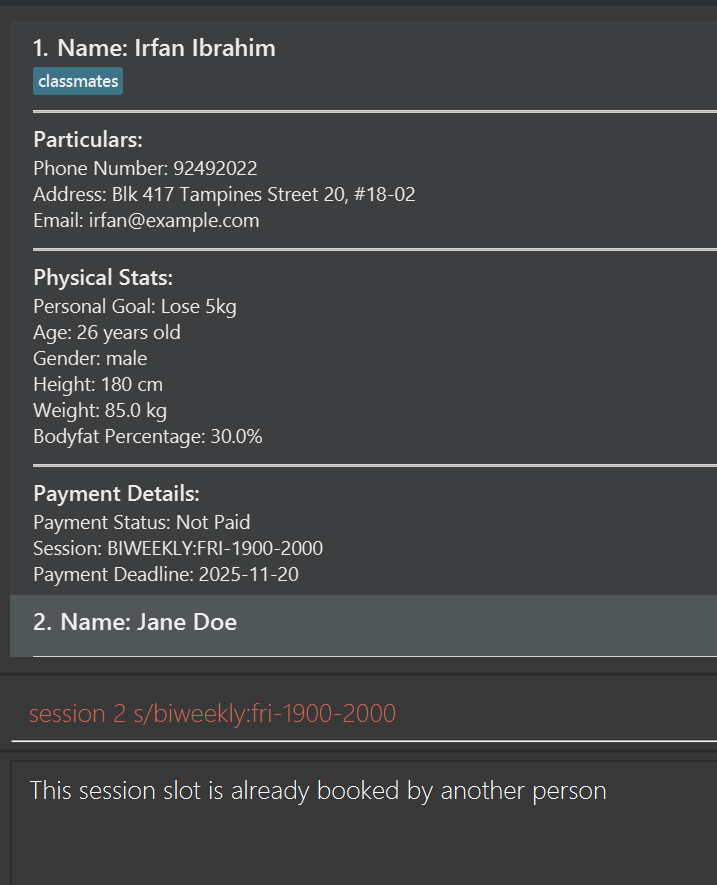 1. Name: Irfan Ibrahim
classmates
Particulars:
Phone Number: 92492022
Address: Blk 417 Tampines Street 20, #18-02
Email: irfan@example.com
Physical Stats:
Personal Goal: Lose 5kg
Age: 26 years old
Gender: male
Height: 180 cm
Weight: 85.0 kg
Bodyfat Percentage: 30.0%
Payment Details:
Payment Status: Not Paid
Session: BIWEEKLY:FRI-1900-2000
Payment Deadline: 2025-11-20
2. Name: Jane Doe
session 2 s/biweekly:fri-1900-2000
This session slot is already booked by another person